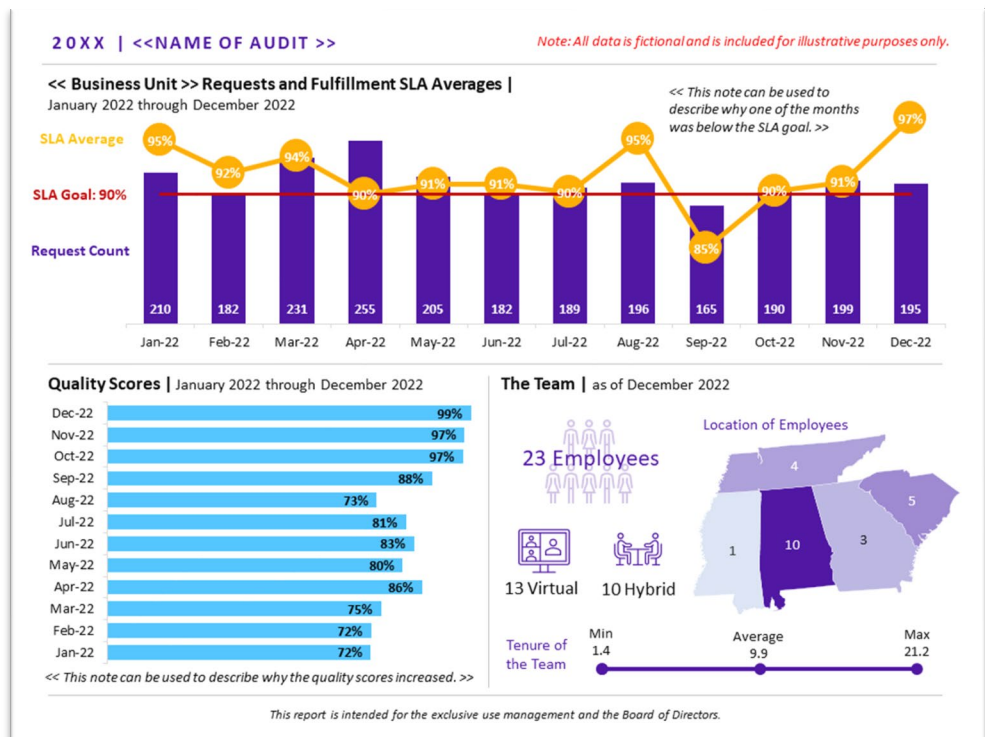 20XX | <<NAME OF AUDIT >>
Note: All data is fictional and is included for illustrative purposes only.
<< Business Unit >> Requests and Fulfillment SLA Averages |
January 2022 through December 2022
<< This note can be used to
describe why one of the months
was below the SLA goal. >>
SLA Average
SLA Goal: 90%
Request Count
95% 92% 94% 90% 91% 91% 90% 95% 85% 90% 91% 97%
210 182 231 255 205 182 189 196 165 190 199 195
Jan-22 Feb-22 Mar-22 Apr-22 May-22 Jun-22 Jul-22 Aug-22 Sep-22 Oct-22 Nov-22 Dec-22
Quality Scores | January 2022 through December 2022
Dec-22 99%
Nov-22 97%
Oct-22 97%
Sep-22 88%
Aug-22 73%
Jul-22 81%
Jun-22 83%
May-22 80%
Apr-22 86%
Mar-22 75%
Feb-22 72%
Jan-22 72%
<< This note can be used to describe why the quality scores increased. >>
The Team | as of December 2022
23 Employees
13 Virtual 10 Hybrid
Location of Employees
4
5
1 10 3
Tenure of
the Team
Min Average Max
1.4 9.9 21.2
This report is intended for the exclusive use management and the Board of Directors.